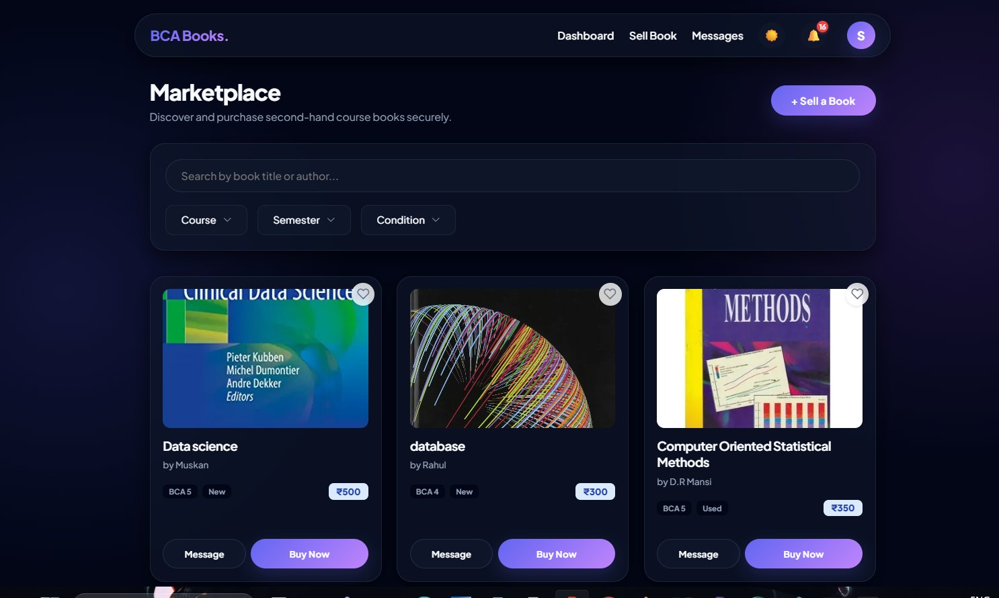 BCA Books.
Dashboard
Sell Book
Messages
16
S
Marketplace
+ Sell a Book
Discover and purchase second-hand course books securely.
Search by book title or author...
Course
Semester
Condition
Clinical Data Science
Pieter Kubben
Michel Dumontier
Andre Dekker
Editors
Data science
by Muskan
BCA 5
New
₹500
Message
Buy Now
database
by Rahul
BCA 4
New
₹300
Message
Buy Now
METHODS
Computer Oriented Statistical
Methods
by D.R Mansi
BCA 5
Used
₹350
Message
Buy Now